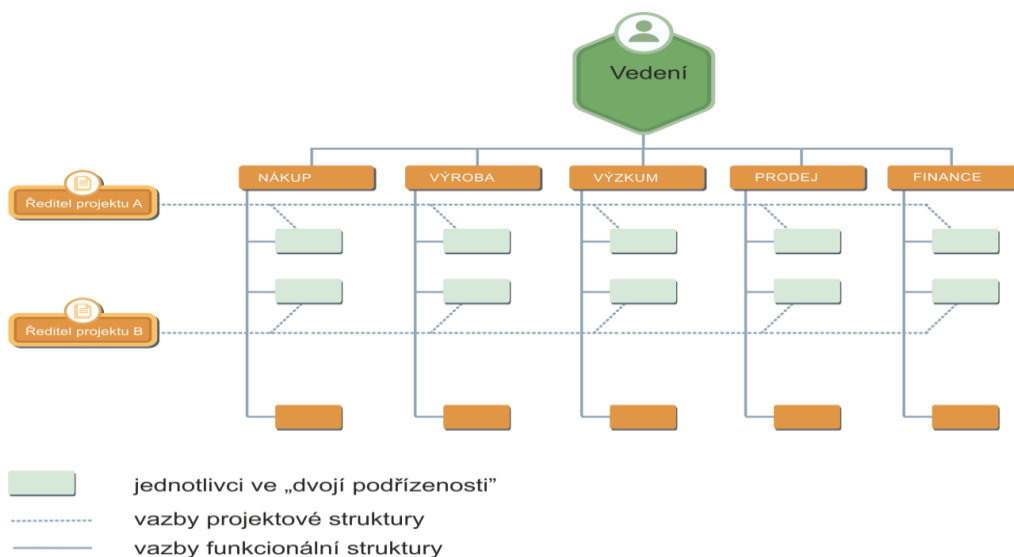 Vedení
NÁKUP
VÝROBA
VÝZKUM
PRODEJ
FINANCE
Ředitel projektu A
Ředitel projektu B
jednotlivci ve „dvojí podřízenosti”
vazby projektové struktury
vazby funkcionální struktury